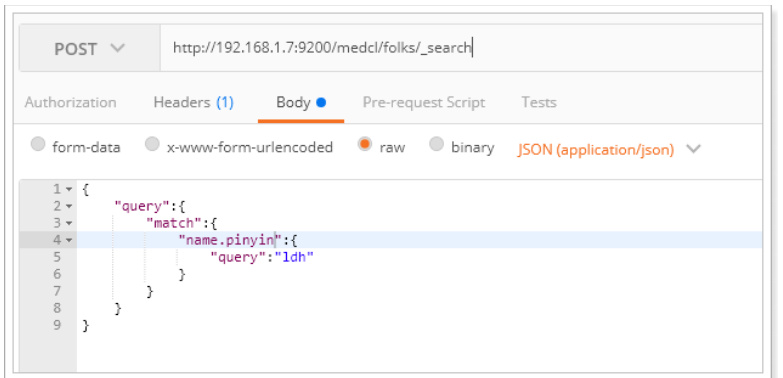 POST http://192.168.1.7:9200/medcl/folks/_search
Authorization Headers (1) Body Pre-request Script Tests
form-data x-www-form-urlencoded raw binary JSON (application/json)
1 {
2 "query":{
3 "match":{
4 "name.pinyin":{
5 "query":"ldh"
6 }
7 }
8 }
9 }